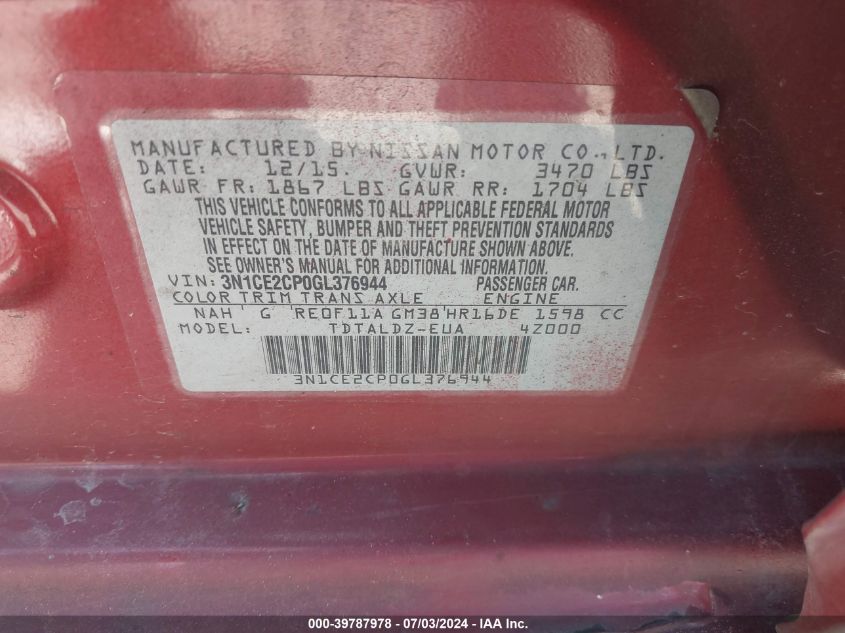 MANUFACTURED BY NISSAN MOTOR CO., LTD.
DATE: 12/15. GVWR: 3470 LBS
GAWR FR: 1867 LBS GAWR RR: 1704 LBS
THIS VEHICLE CONFORMS TO ALL APPLICABLE FEDERAL MOTOR
VEHICLE SAFETY, BUMPER AND THEFT PREVENTION STANDARDS
IN EFFECT ON THE DATE OF MANUFACTURE SHOWN ABOVE.
SEE OWNER'S MANUAL FOR ADDITIONAL INFORMATION.
VIN: 3N1CE2CP0GL376944 PASSENGER CAR.
COLOR TRIM TRANS AXLE ENGINE
NAH G RE0F11A GM38 HR16DE 1598 CC
MODEL: TDTALDZ-EUA 4Z000
3N1CE2CP0GL376944
000-39787978 - 07/03/2024 - IAA Inc.